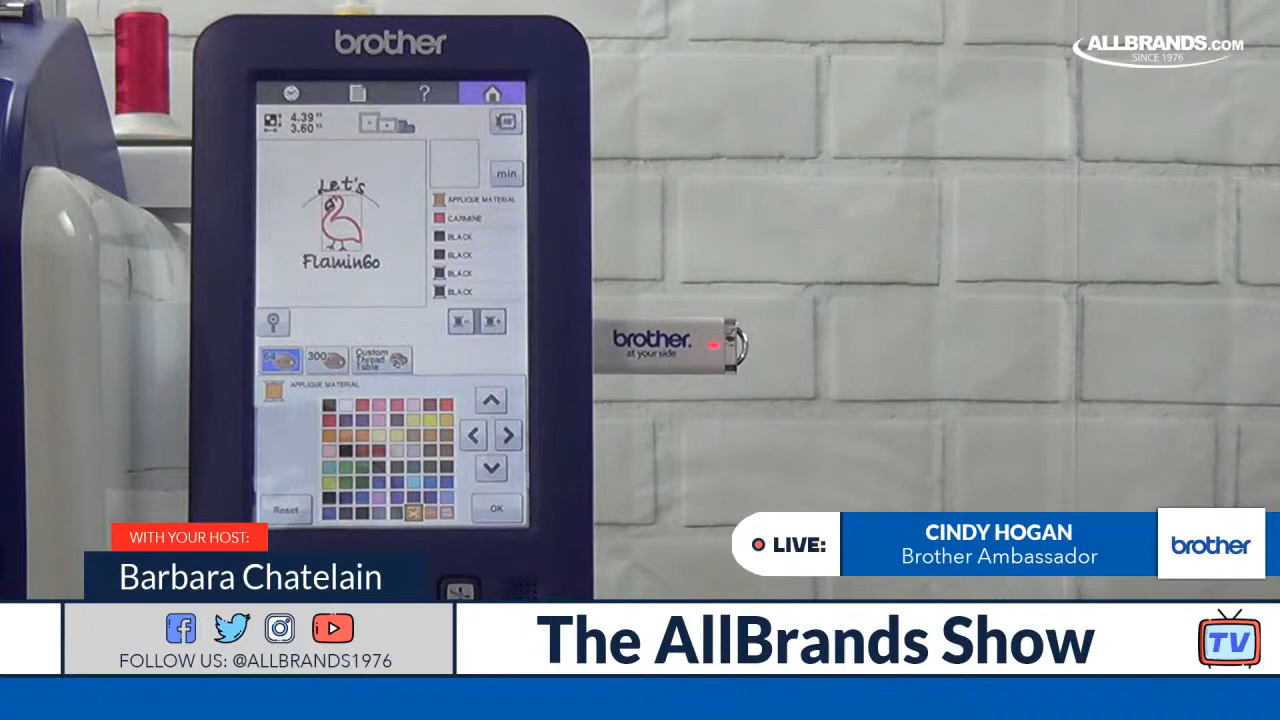 brother
ALLBRANDS.COM
SINCE 1976
?
4.39"
3.60"
min
Let's
Flamingo
APPLIQUE MATERIAL
CARMINE
BLACK
BLACK
BLACK
BLACK
64
300
Custom
Thread
Table
APPLIQUE MATERIAL
Reset
OK
brother.
at your side
WITH YOUR HOST:
Barbara Chatelain
LIVE:
CINDY HOGAN
Brother Ambassador
brother
FOLLOW US: @ALLBRANDS1976
The AllBrands Show
TV